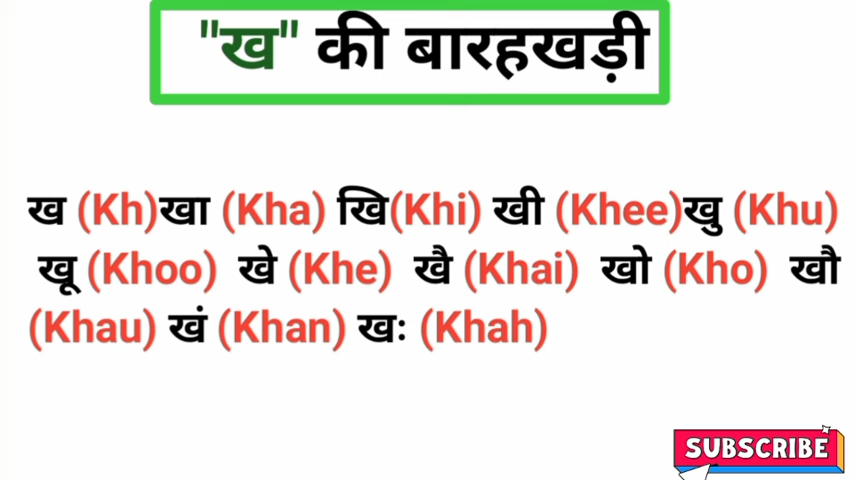 "ख" की बारहखड़ी
ख (Kh)खा (Kha) खि(Khi) खी (Khee)खु (Khu)
खू (Khoo) खे (Khe) खै (Khai) खो (Kho) खौ
(Khau) खं (Khan) खः (Khah)
SUBSCRIBE